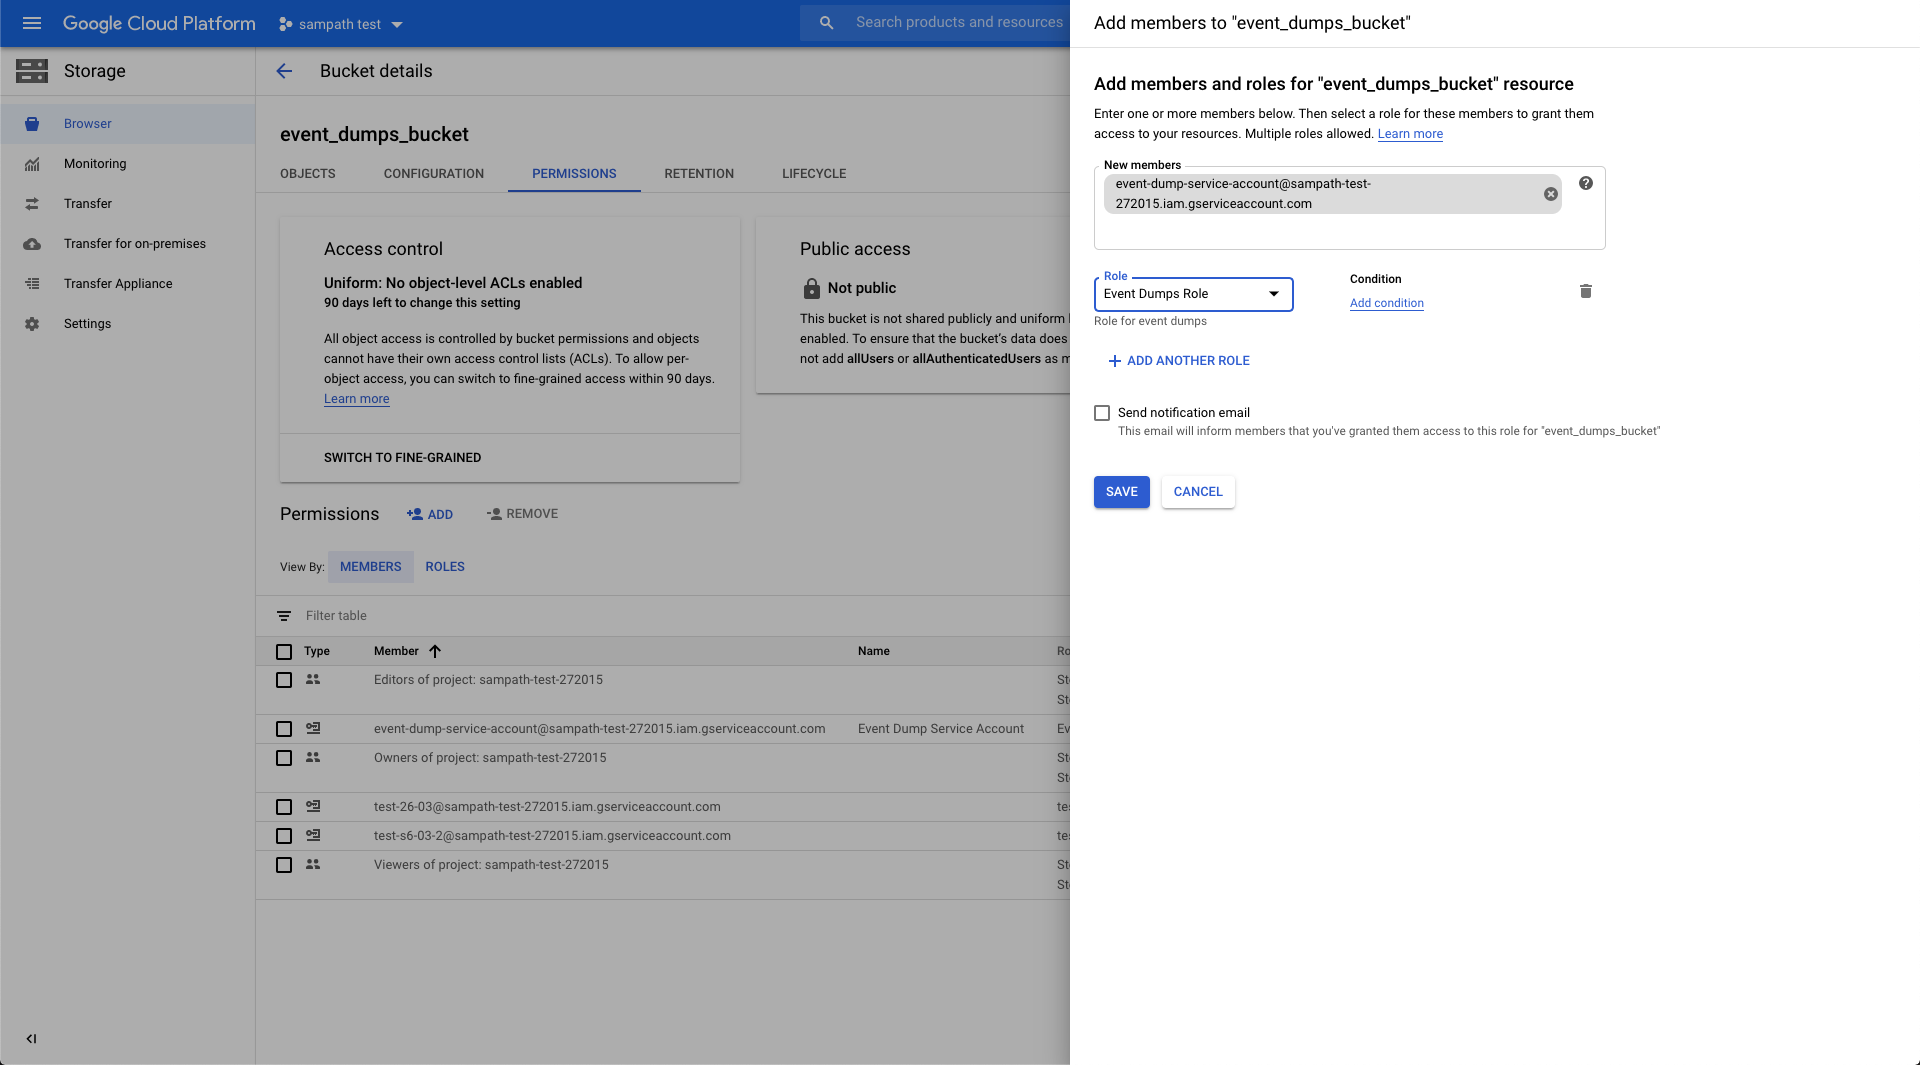 Google Cloud Platform
sampath test
Search products and resources
Storage
Browser
Monitoring
Transfer
Transfer for on-premises
Transfer Appliance
Settings
Bucket details
event_dumps_bucket
OBJECTS
CONFIGURATION
PERMISSIONS
RETENTION
LIFECYCLE
Access control
Uniform: No object-level ACLs enabled
90 days left to change this setting
All object access is controlled by bucket permissions and objects
cannot have their own access control lists (ACLs). To allow per-
object access, you can switch to fine-grained access within 90 days.
Learn more
SWITCH TO FINE-GRAINED
Public access
Not public
This bucket is not shared publicly and uniform
enabled. To ensure that the bucket's data does
not add allUsers or allAuthenticatedUsers as
Permissions
ADD
REMOVE
View By:
MEMBERS
ROLES
Filter table
Type
Member
Name
Editors of project: sampath-test-272015
event-dump-service-account@sampath-test-272015.iam.gserviceaccount.com
Event Dump Service Account
Owners of project: sampath-test-272015
test-26-03@sampath-test-272015.iam.gserviceaccount.com
test-s6-03-2@sampath-test-272015.iam.gserviceaccount.com
Viewers of project: sampath-test-272015
Add members to "event_dumps_bucket"
Add members and roles for "event_dumps_bucket" resource
Enter one or more members below. Then select a role for these members to grant them
access to your resources. Multiple roles allowed. Learn more
New members
event-dump-service-account@sampath-test-
272015.iam.gserviceaccount.com
Role
Event Dumps Role
Role for event dumps
Condition
Add condition
ADD ANOTHER ROLE
Send notification email
This email will inform members that you've granted them access to this role for "event_dumps_bucket"
SAVE
CANCEL